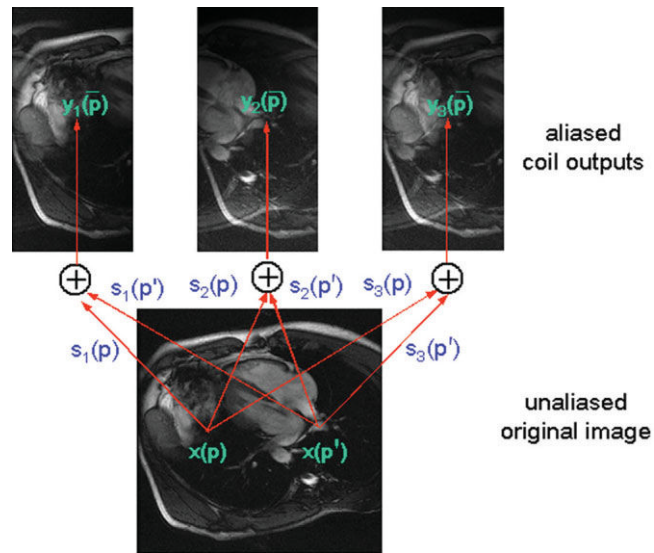 y₁(p̅) y₂(p̅) y₃(p̅)
aliased
coil outputs
+ + +
s₁(p') s₂(p) s₂(p') s₃(p)
s₁(p) s₃(p')
x(p) x(p')
unaliased
original image